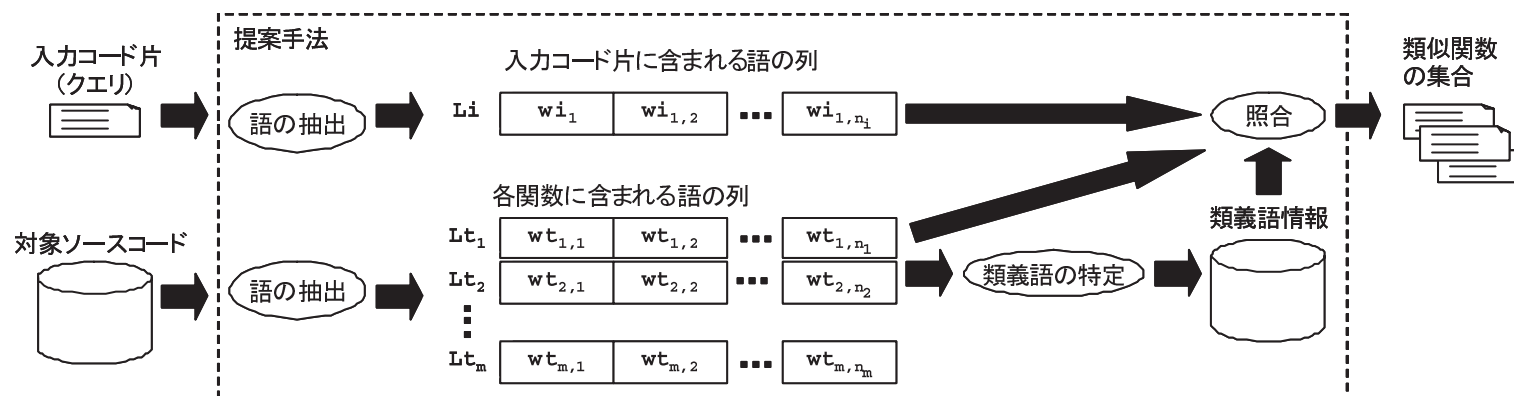 提案手法
入力コード片
(クエリ)
語の抽出
入力コード片に含まれる語の列
Li wi1 wi1,2 ... wi1,ni
照合
類似関数
の集合
対象ソースコード
語の抽出
各関数に含まれる語の列
Lt1 wt1,1 wt1,2 ... wt1,n1
Lt2 wt2,1 wt2,2 ... wt2,n2
Ltm wtm,1 wtm,2 ... wtm,nm
類義語の特定
類義語情報